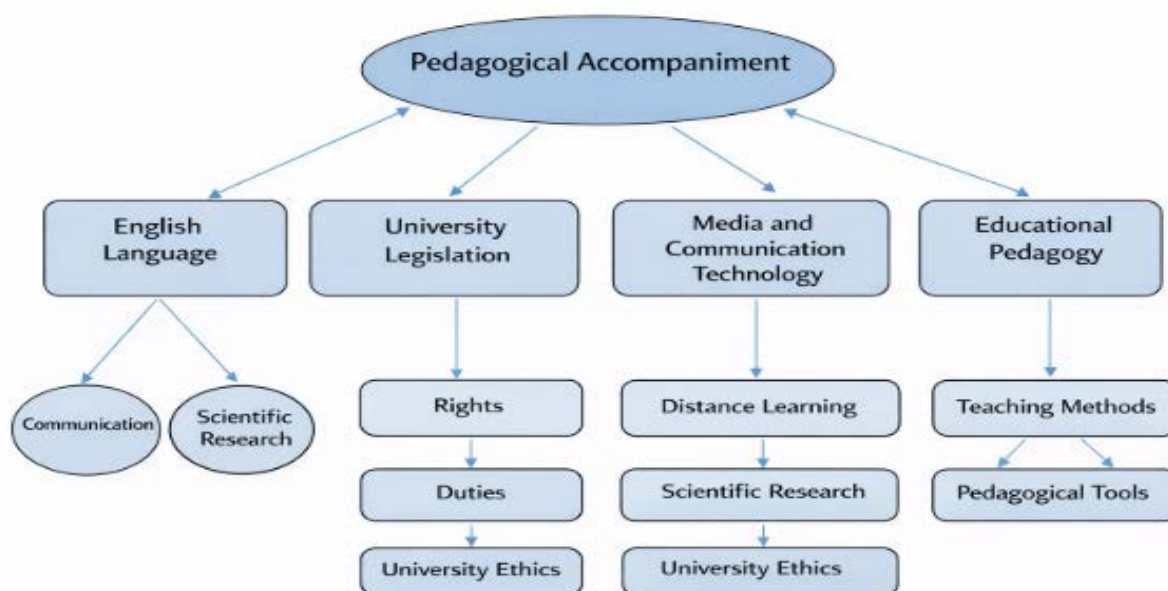 Pedagogical Accompaniment
English
Language
University
Legislation
Media and
Communication
Technology
Educational
Pedagogy
Communication
Scientific
Research
Rights
Distance Learning
Teaching Methods
Duties
Scientific Research
Pedagogical Tools
University Ethics
University Ethics